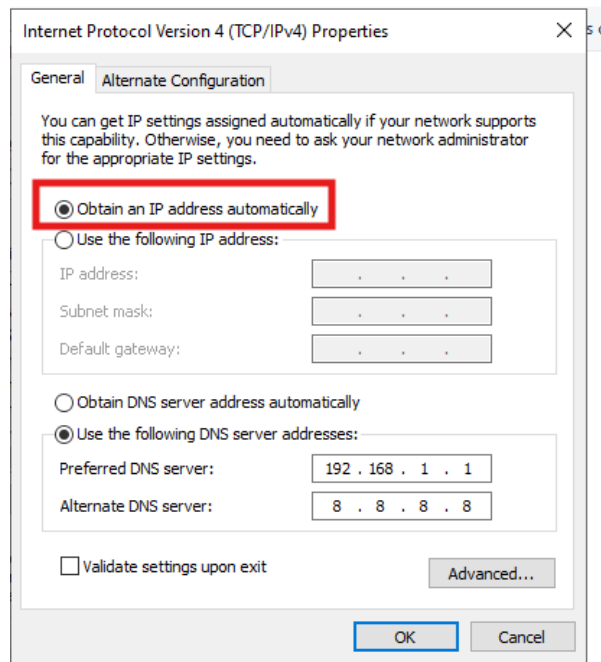 Internet Protocol Version 4 (TCP/IPv4) Properties
General
Alternate Configuration
You can get IP settings assigned automatically if your network supports
this capability. Otherwise, you need to ask your network administrator
for the appropriate IP settings.
Obtain an IP address automatically
Use the following IP address:
IP address: . . .
Subnet mask: . . .
Default gateway: . . .
Obtain DNS server address automatically
Use the following DNS server addresses:
Preferred DNS server: 192 . 168 . 1 . 1
Alternate DNS server: 8 . 8 . 8 . 8
Validate settings upon exit
Advanced...
OK Cancel